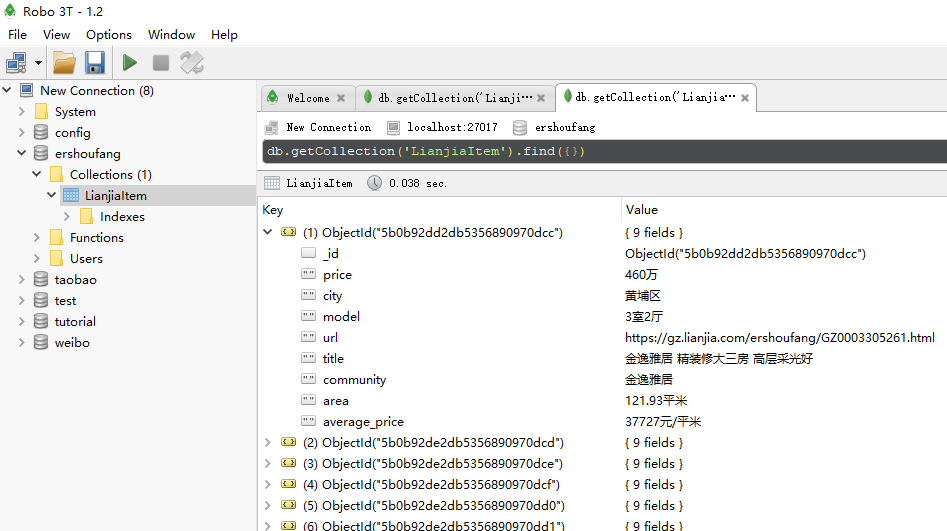 Robo 3T - 1.2
File View Options Window Help
New Connection (8)
System
config
ershoufang
Collections (1)
LianjiaItem
Indexes
Functions
Users
taobao
test
tutorial
weibo
Welcome
db.getCollection('Lianji···
db.getCollection('Lianjia···
New Connection localhost:27017 ershoufang
db.getCollection('LianjiaItem').find({})
LianjiaItem 0.038 sec.
Key Value
(1) ObjectId("5b0b92dd2db5356890970dcc") { 9 fields }
_id ObjectId("5b0b92dd2db5356890970dcc")
price 460万
city 黄埔区
model 3室2厅
url https://gz.lianjia.com/ershoufang/GZ0003305261.html
title 金逸雅居 精装修大三房 高层采光好
community 金逸雅居
area 121.93平米
average_price 37727元/平米
(2) ObjectId("5b0b92de2db5356890970dcd") { 9 fields }
(3) ObjectId("5b0b92de2db5356890970dce") { 9 fields }
(4) ObjectId("5b0b92de2db5356890970dcf") { 9 fields }
(5) ObjectId("5b0b92de2db5356890970dd0") { 9 fields }
(6) ObjectId("5b0b92de2db5356890970dd1") { 9 fields }